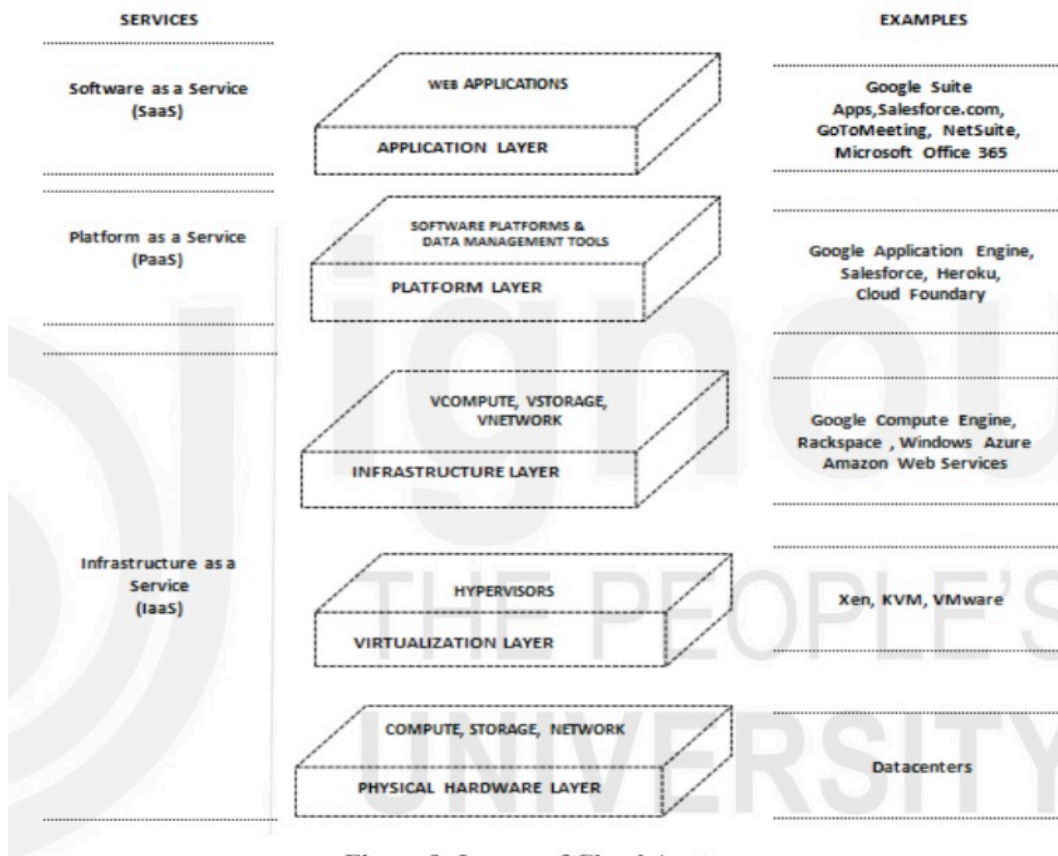 SERVICES
EXAMPLES
Software as a Service
(SaaS)
WEB APPLICATIONS
APPLICATION LAYER
Google Suite
Apps,Salesforce.com,
GoToMeeting, NetSuite,
Microsoft Office 365
Platform as a Service
(PaaS)
SOFTWARE PLATFORMS &
DATA MANAGEMENT TOOLS
PLATFORM LAYER
Google Application Engine,
Salesforce, Heroku,
Cloud Foundary
Infrastructure as a
Service
(IaaS)
VCOMPUTE, VSTORAGE,
VNETWORK
INFRASTRUCTURE LAYER
Google Compute Engine,
Rackspace , Windows Azure
Amazon Web Services
HYPERVISORS
VIRTUALIZATION LAYER
Xen, KVM, VMware
COMPUTE, STORAGE, NETWORK
PHYSICAL HARDWARE LAYER
Datacenters
ignou
THE PEOPLE'S
UNIVERSITY